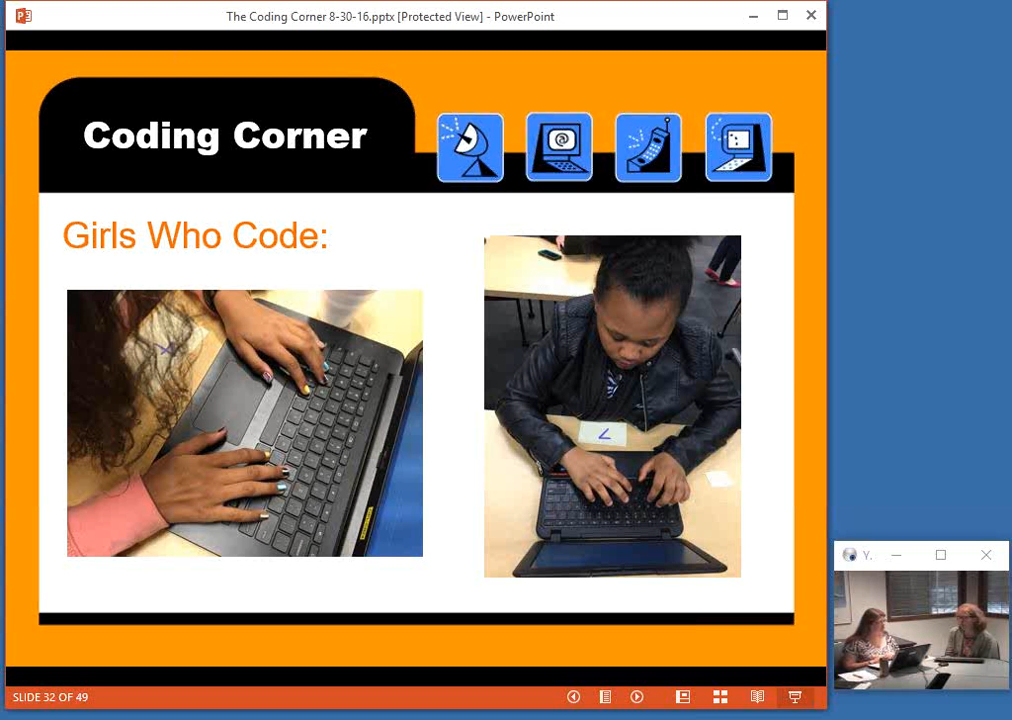 The Coding Corner 8-30-16.pptx [Protected View] - PowerPoint
Coding Corner
Girls Who Code:
SLIDE 32 OF 49
Y.